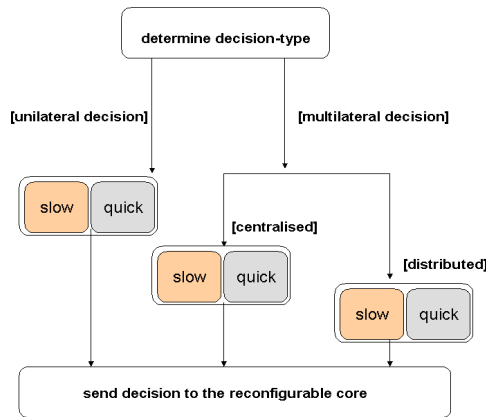 determine decision-type
[unilateral decision]
[multilateral decision]
slow quick
[centralised]
slow quick
[distributed]
slow quick
send decision to the reconfigurable core